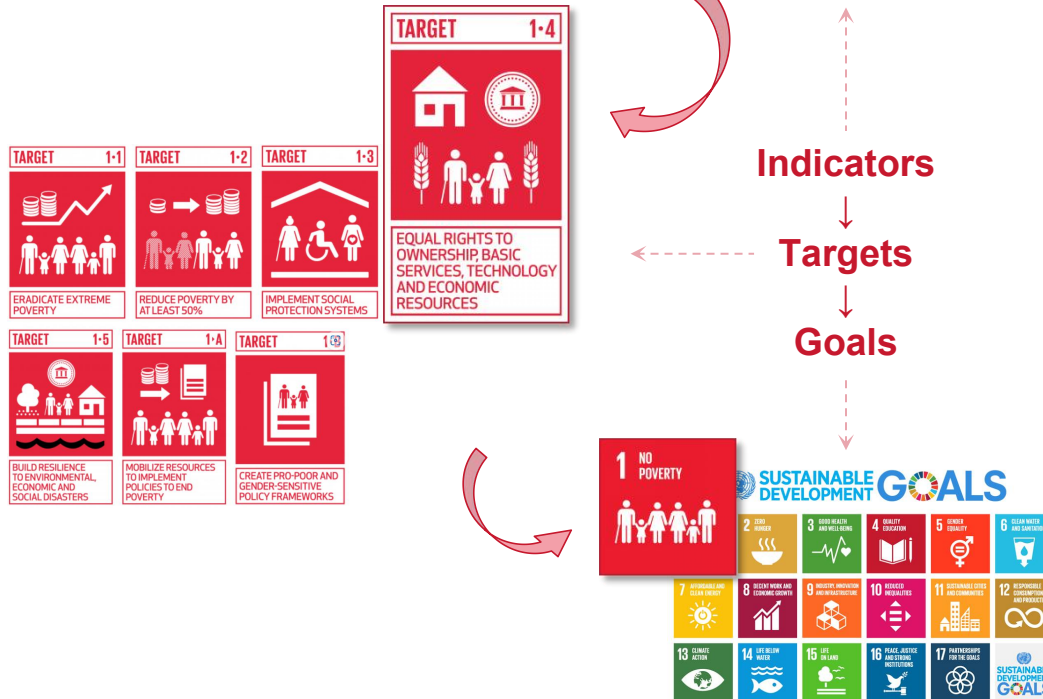 TARGET 1·4
EQUAL RIGHTS TO
OWNERSHIP, BASIC
SERVICES, TECHNOLOGY
AND ECONOMIC
RESOURCES
TARGET 1·1
ERADICATE EXTREME
POVERTY
TARGET 1·2
REDUCE POVERTY BY
AT LEAST 50%
TARGET 1·3
IMPLEMENT SOCIAL
PROTECTION SYSTEMS
TARGET 1·5
BUILD RESILIENCE
TO ENVIRONMENTAL,
ECONOMIC AND
SOCIAL DISASTERS
TARGET 1·A
MOBILIZE RESOURCES
TO IMPLEMENT
POLICIES TO END
POVERTY
TARGET 1
CREATE PRO-POOR AND
GENDER-SENSITIVE
POLICY FRAMEWORKS
Indicators
↓
Targets
↓
Goals
1 NO
POVERTY
SUSTAINABLE
DEVELOPMENT GOALS
2 ZERO
HUNGER
3 GOOD HEALTH
AND WELL-BEING
4 QUALITY
EDUCATION
5 GENDER
EQUALITY
6 CLEAN WATER
AND SANITATION
7 AFFORDABLE AND
CLEAN ENERGY
8 DECENT WORK AND
ECONOMIC GROWTH
9 INDUSTRY, INNOVATION
AND INFRASTRUCTURE
10 REDUCED
INEQUALITIES
11 SUSTAINABLE CITIES
AND COMMUNITIES
12 RESPONSIBLE
CONSUMPTION
AND PRODUCTION
13 CLIMATE
ACTION
14 LIFE BELOW
WATER
15 LIFE
ON LAND
16 PEACE, JUSTICE
AND STRONG
INSTITUTIONS
17 PARTNERSHIPS
FOR THE GOALS
SUSTAINABLE
DEVELOPMENT
GOALS